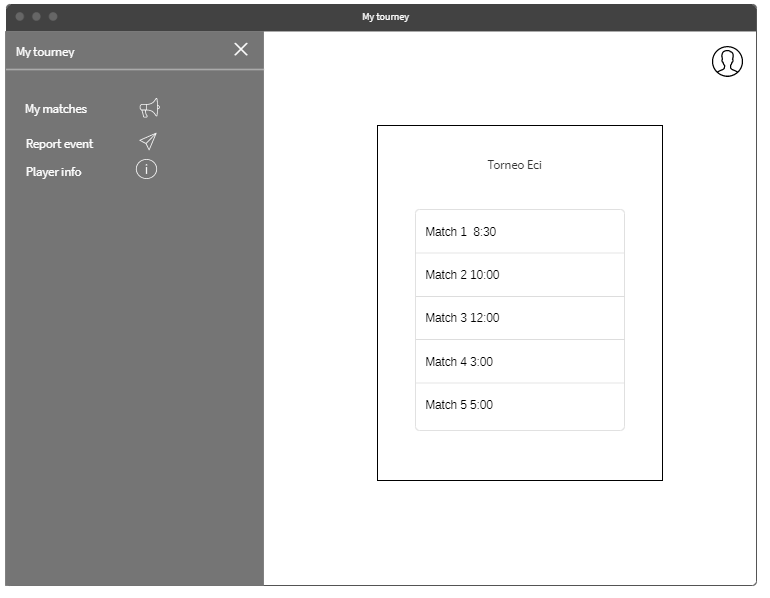 My tourney
My tourney
My matches
Report event
Player info
Torneo Eci
Match 1  8:30
Match 2 10:00
Match 3 12:00
Match 4 3:00
Match 5 5:00